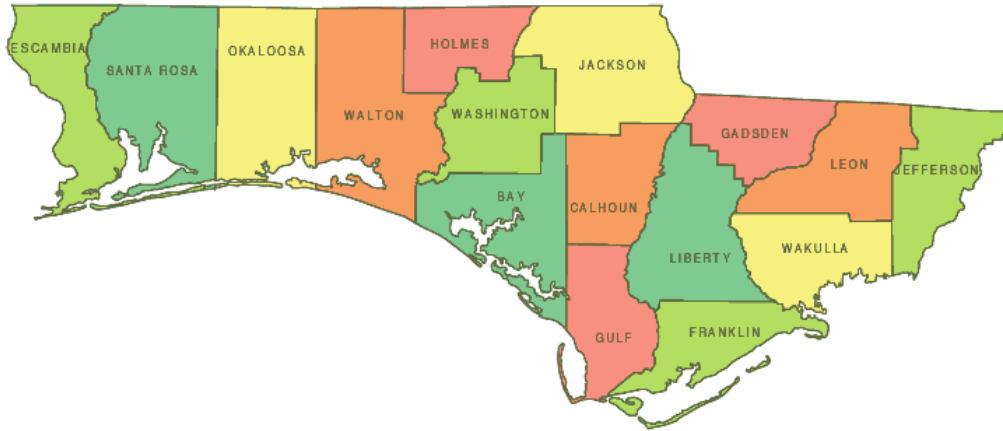 ESCAMBIA
SANTA ROSA
OKALOOSA
WALTON
HOLMES
WASHINGTON
JACKSON
BAY
CALHOUN
GULF
LIBERTY
GADSDEN
FRANKLIN
LEON
WAKULLA
JEFFERSON